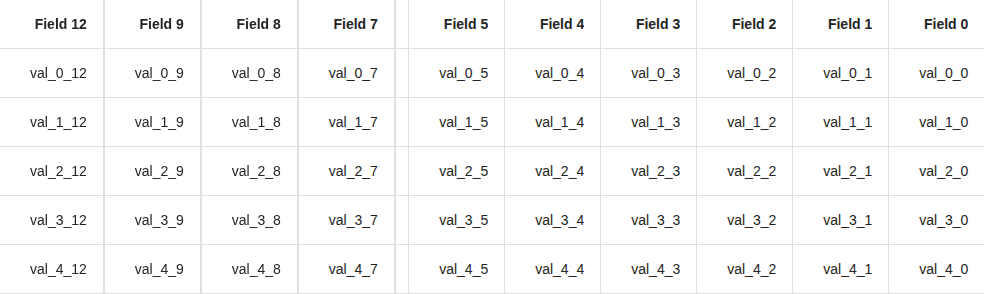 Field 12 Field 9 Field 8 Field 7 Field 5 Field 4 Field 3 Field 2 Field 1 Field 0
val_0_12 val_0_9 val_0_8 val_0_7 val_0_5 val_0_4 val_0_3 val_0_2 val_0_1 val_0_0
val_1_12 val_1_9 val_1_8 val_1_7 val_1_5 val_1_4 val_1_3 val_1_2 val_1_1 val_1_0
val_2_12 val_2_9 val_2_8 val_2_7 val_2_5 val_2_4 val_2_3 val_2_2 val_2_1 val_2_0
val_3_12 val_3_9 val_3_8 val_3_7 val_3_5 val_3_4 val_3_3 val_3_2 val_3_1 val_3_0
val_4_12 val_4_9 val_4_8 val_4_7 val_4_5 val_4_4 val_4_3 val_4_2 val_4_1 val_4_0